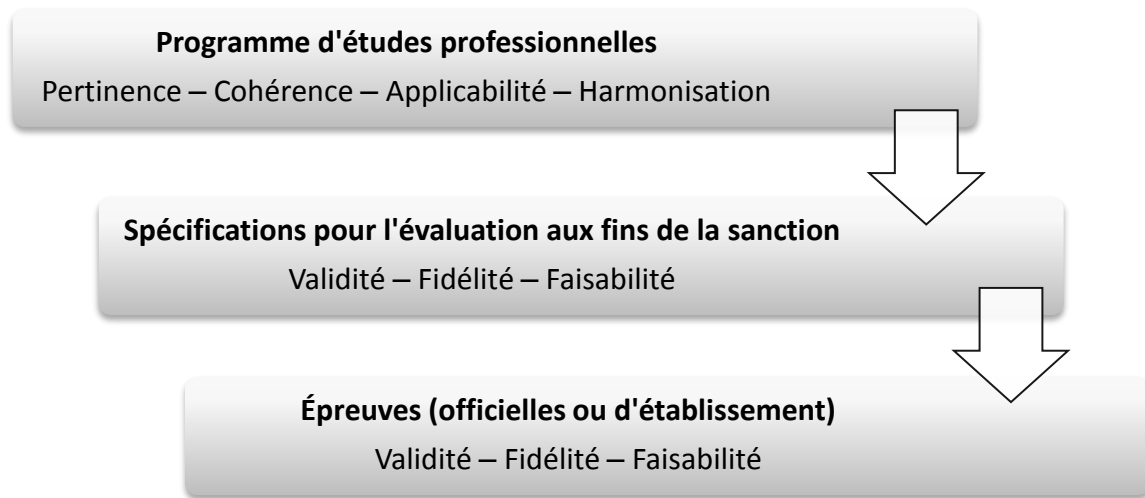 Programme d'études professionnelles
Pertinence – Cohérence – Applicabilité – Harmonisation
Spécifications pour l'évaluation aux fins de la sanction
Validité – Fidélité – Faisabilité
Épreuves (officielles ou d'établissement)
Validité – Fidélité – Faisabilité